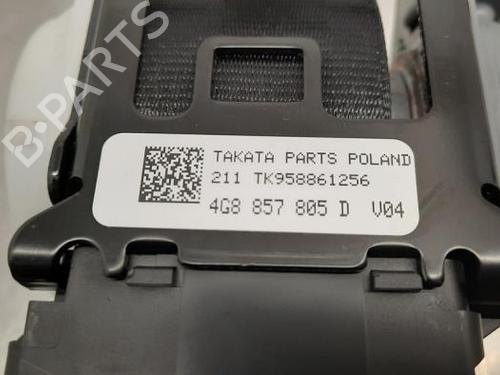 B-PARTS
TAKATA PARTS POLAND
211 TK958861256
4G8 857 805 D V04